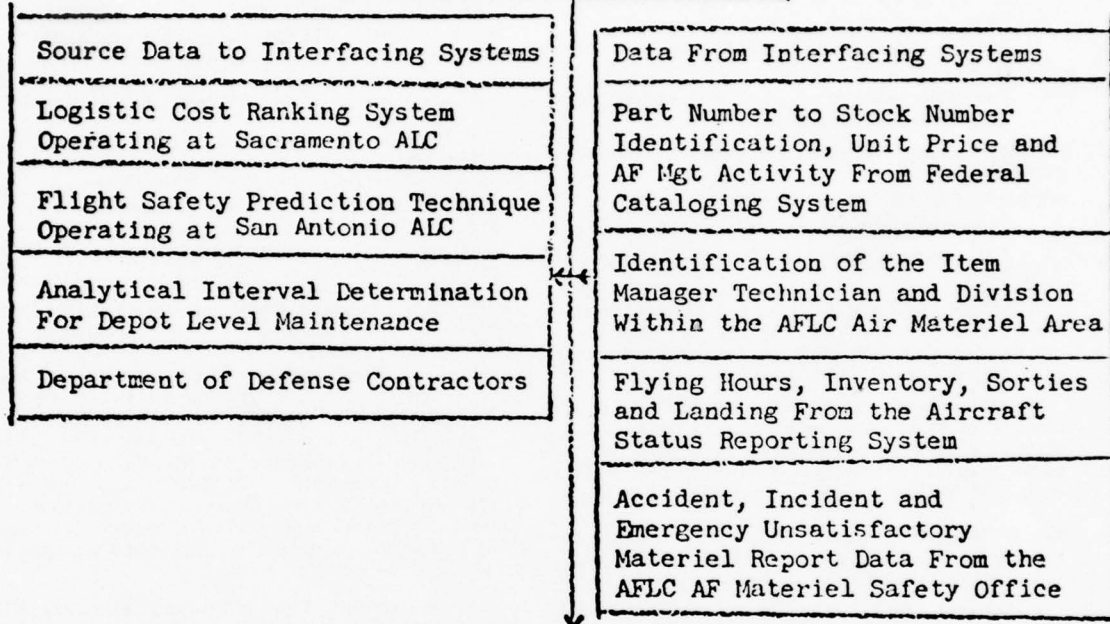 Source Data to Interfacing Systems
Logistic Cost Ranking System
Operating at Sacramento ALC
Flight Safety Prediction Technique
Operating at San Antonio ALC
Analytical Interval Determination
For Depot Level Maintenance
Department of Defense Contractors
Data From Interfacing Systems
Part Number to Stock Number
Identification, Unit Price and
AF Mgt Activity From Federal
Cataloging System
Identification of the Item
Manager Technician and Division
Within the AFLC Air Materiel Area
Flying Hours, Inventory, Sorties
and Landing From the Aircraft
Status Reporting System
Accident, Incident and
Emergency Unsatisfactory
Materiel Report Data From the
AFLC AF Materiel Safety Office